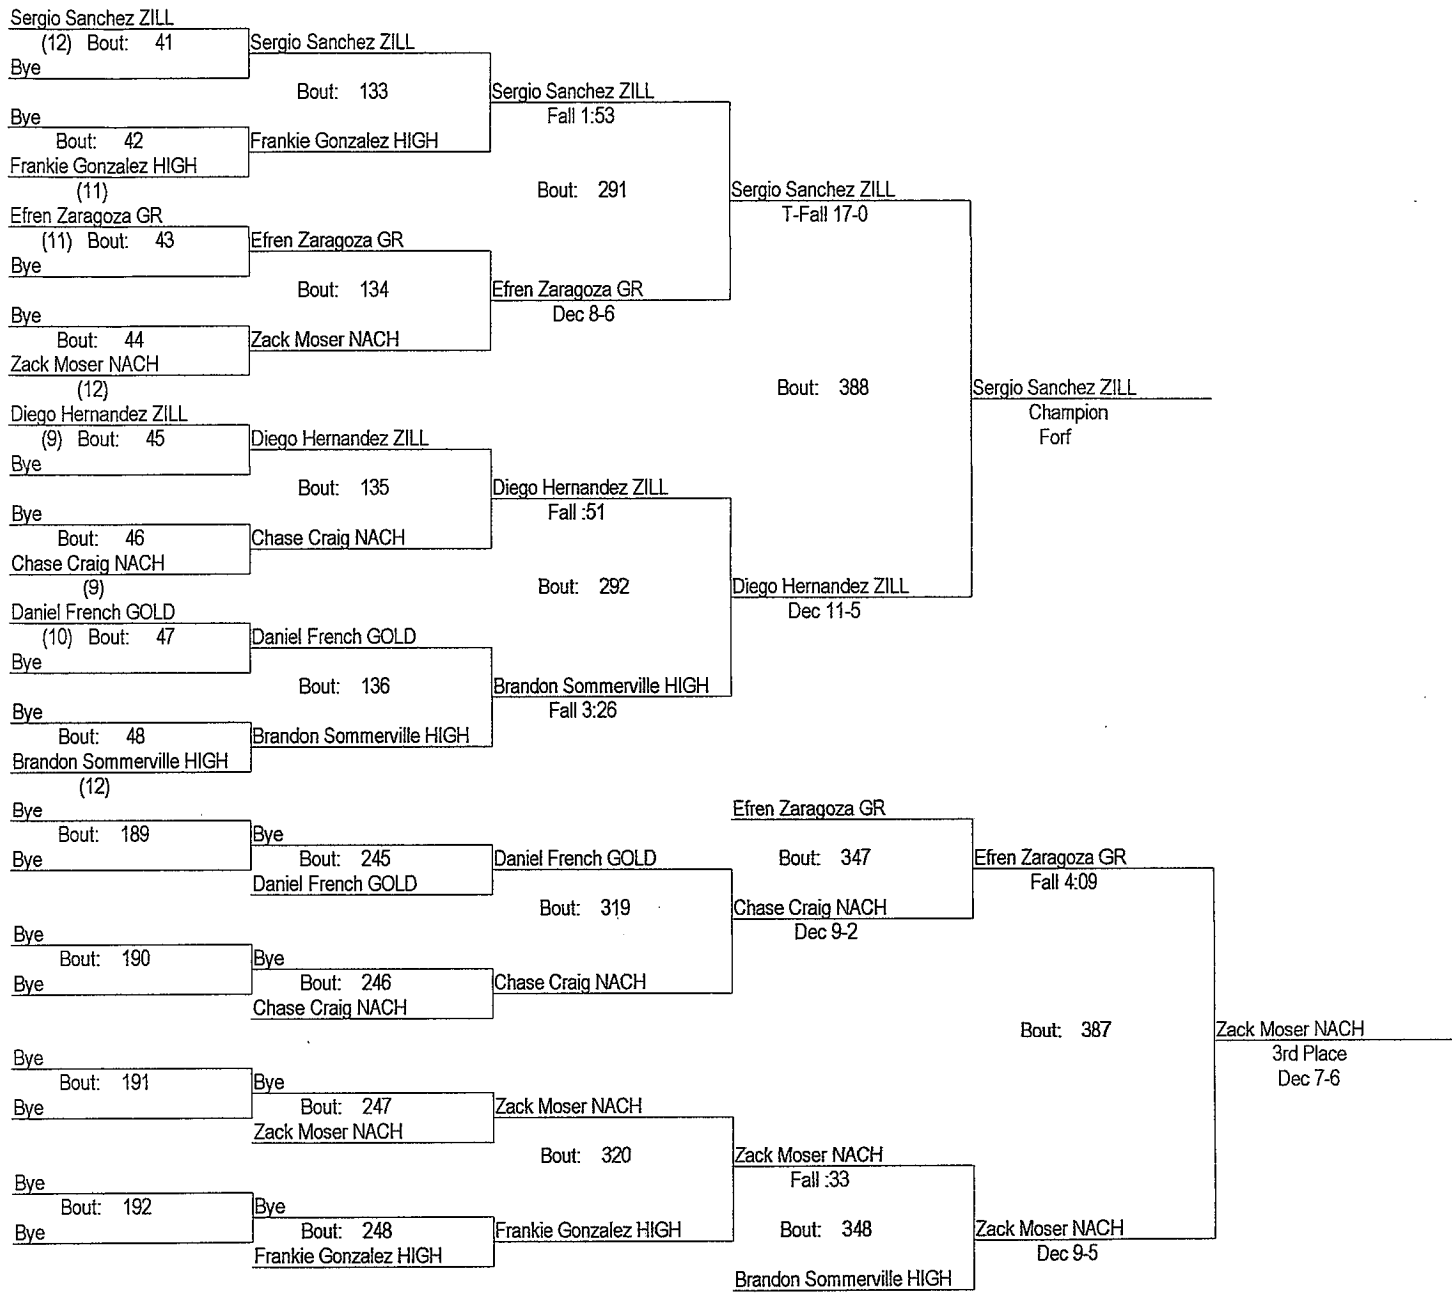 Sergio Sanchez ZILL
(12) Bout: 41
Bye
Sergio Sanchez ZILL
Bout: 133
Bye
Bout: 42
Frankie Gonzalez HIGH
(11)
Frankie Gonzalez HIGH
Sergio Sanchez ZILL
Fall 1:53
Bout: 291
Efren Zaragoza GR
(11) Bout: 43
Bye
Efren Zaragoza GR
Bout: 134
Bye
Bout: 44
Zack Moser NACH
(12)
Zack Moser NACH
Efren Zaragoza GR
Dec 8-6
Sergio Sanchez ZILL
T-Fall 17-0
Bout: 388
Diego Hernandez ZILL
(9) Bout: 45
Bye
Diego Hernandez ZILL
Bout: 135
Bye
Bout: 46
Chase Craig NACH
(9)
Chase Craig NACH
Diego Hernandez ZILL
Fall :51
Bout: 292
Daniel French GOLD
(10) Bout: 47
Bye
Daniel French GOLD
Bout: 136
Bye
Bout: 48
Brandon Sommerville HIGH
(12)
Brandon Sommerville HIGH
Brandon Sommerville HIGH
Fall 3:26
Diego Hernandez ZILL
Dec 11-5
Sergio Sanchez ZILL
Champion
Forf
Bye
Bout: 189
Bye
Bye
Bout: 245
Daniel French GOLD
Daniel French GOLD
Bout: 319
Bye
Bout: 190
Bye
Bye
Bout: 246
Chase Craig NACH
Chase Craig NACH
Efren Zaragoza GR
Bout: 347
Chase Craig NACH
Dec 9-2
Efren Zaragoza GR
Fall 4:09
Bout: 387
Bye
Bout: 191
Bye
Bye
Bout: 247
Zack Moser NACH
Zack Moser NACH
Bout: 320
Bye
Bout: 192
Bye
Bye
Bout: 248
Frankie Gonzalez HIGH
Frankie Gonzalez HIGH
Zack Moser NACH
Fall :33
Bout: 348
Brandon Sommerville HIGH
Zack Moser NACH
Dec 9-5
Zack Moser NACH
3rd Place
Dec 7-6